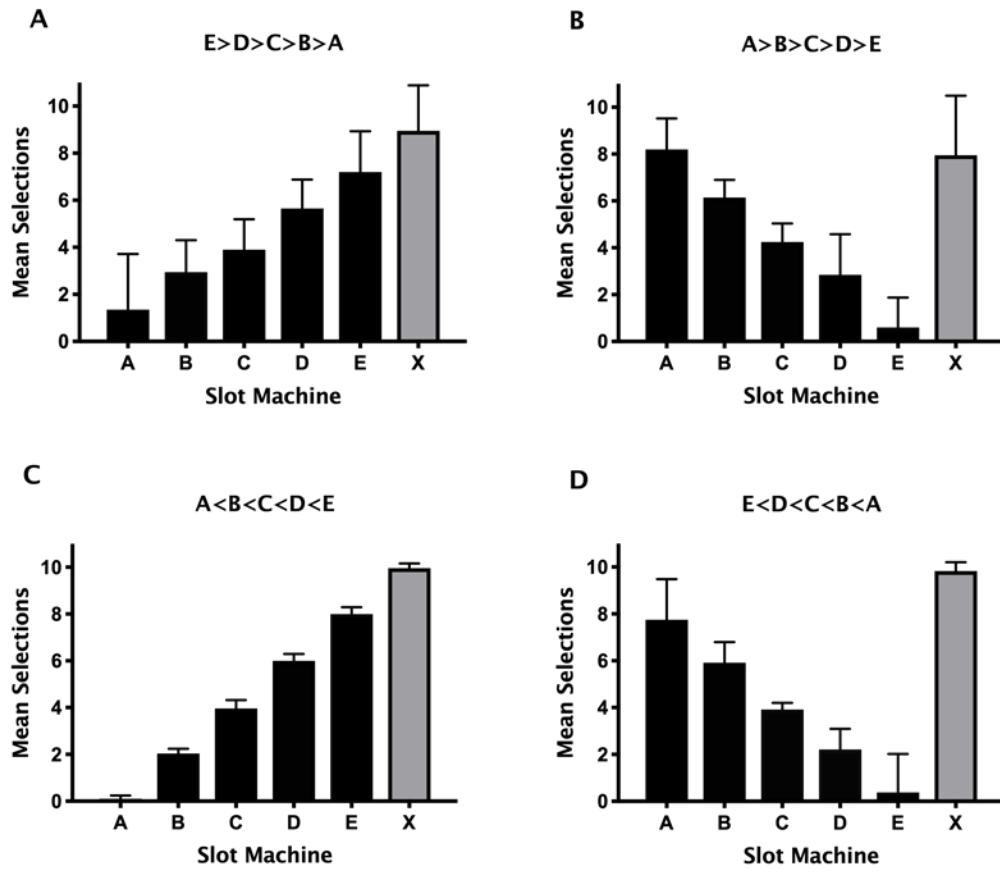 A
E>D>C>B>A
Mean Selections
10
8
6
4
2
0
A B C D E X
Slot Machine
B
A>B>C>D>E
Mean Selections
10
8
6
4
2
0
A B C D E X
Slot Machine
C
A<B<C<D<E
Mean Selections
10
8
6
4
2
0
A B C D E X
Slot Machine
D
E<D<C<B<A
Mean Selections
10
8
6
4
2
0
A B C D E X
Slot Machine